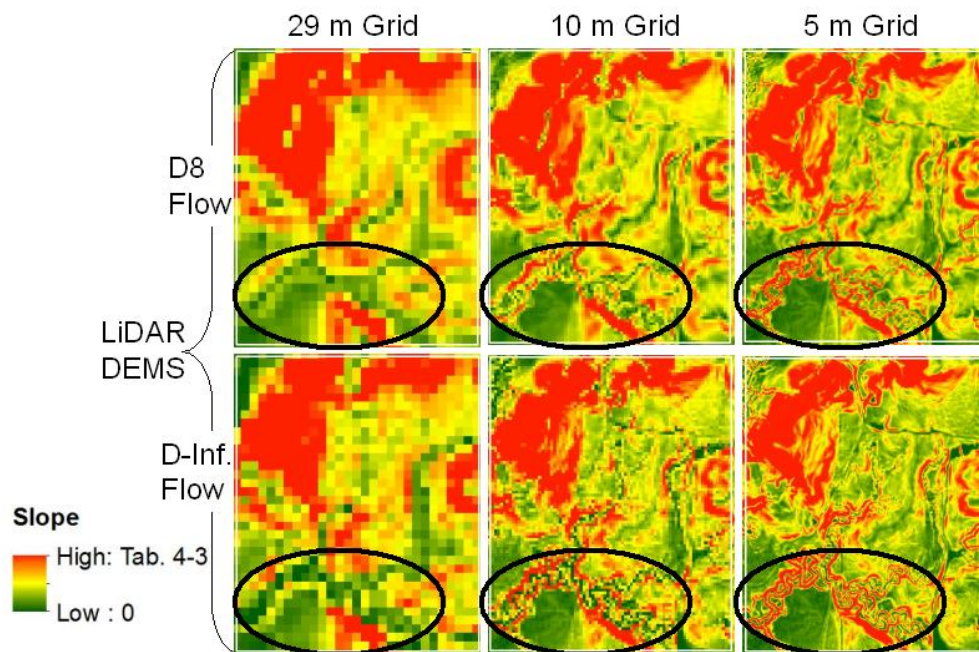 29 m Grid
10 m Grid
5 m Grid
D8
Flow
LiDAR
DEMS
D-Inf.
Flow
Slope
High: Tab. 4-3
Low : 0